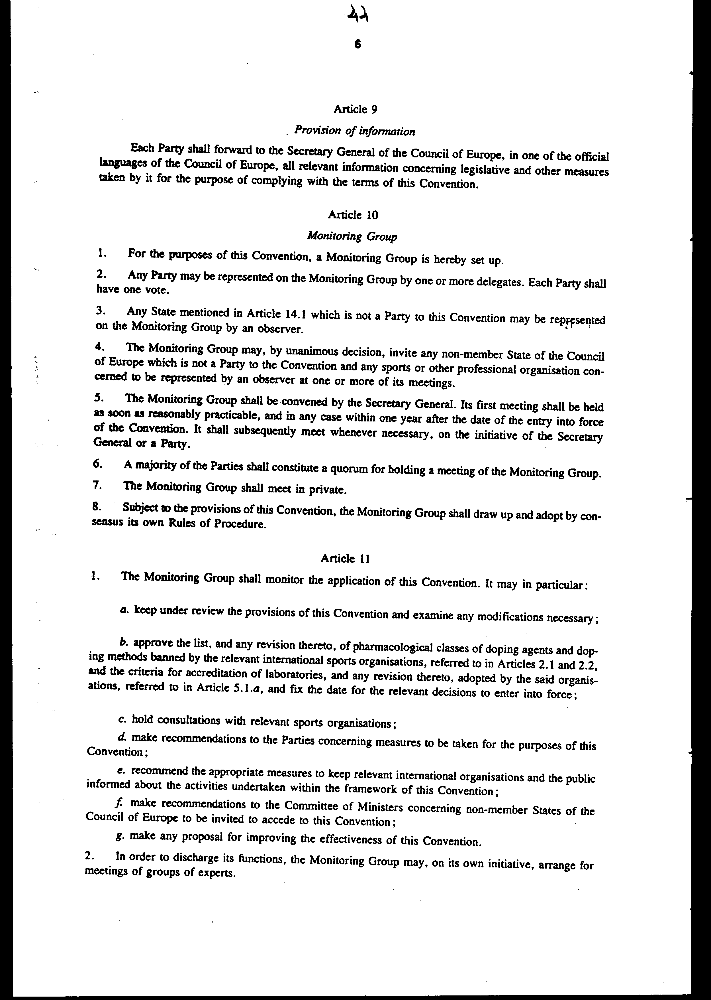 6
Article 9
Provision of information
Each Party shall forward to the Secretary General of the Council of Europe, in one of the official
languages of the Council of Europe, all relevant information concerning legislative and other measures
taken by it for the purpose of complying with the terms of this Convention.
Article 10
Monitoring Group
1. For the purposes of this Convention, a Monitoring Group is hereby set up.
2. Any Party may be represented on the Monitoring Group by one or more delegates. Each Party shall
have one vote.
3. Any State mentioned in Article 14.1 which is not a Party to this Convention may be represented
on the Monitoring Group by an observer.
4. The Monitoring Group may, by unanimous decision, invite any non-member State of the Council
of Europe which is not a Party to the Convention and any sports or other professional organisation con-
cerned to be represented by an observer at one or more of its meetings.
5. The Monitoring Group shall be convened by the Secretary General. Its first meeting shall be held
as soon as reasonably practicable, and in any case within one year after the date of the entry into force
of the Convention. It shall subsequently meet whenever necessary, on the initiative of the Secretary
General or a Party.
6. A majority of the Parties shall constitute a quorum for holding a meeting of the Monitoring Group.
7. The Monitoring Group shall meet in private.
8. Subject to the provisions of this Convention, the Monitoring Group shall draw up and adopt by con-
sensus its own Rules of Procedure.
Article 11
1. The Monitoring Group shall monitor the application of this Convention. It may in particular:
a. keep under review the provisions of this Convention and examine any modifications necessary;
b. approve the list, and any revision thereto, of pharmacological classes of doping agents and dop-
ing methods banned by the relevant international sports organisations, referred to in Articles 2.1 and 2.2,
and the criteria for accreditation of laboratories, and any revision thereto, adopted by the said organis-
ations, referred to in Article 5.1.a, and fix the date for the relevant decisions to enter into force;
c. hold consultations with relevant sports organisations;
d. make recommendations to the Parties concerning measures to be taken for the purposes of this
Convention;
e. recommend the appropriate measures to keep relevant international organisations and the public
informed about the activities undertaken within the framework of this Convention;
f. make recommendations to the Committee of Ministers concerning non-member States of the
Council of Europe to be invited to accede to this Convention;
g. make any proposal for improving the effectiveness of this Convention.
2. In order to discharge its functions, the Monitoring Group may, on its own initiative, arrange for
meetings of groups of experts.